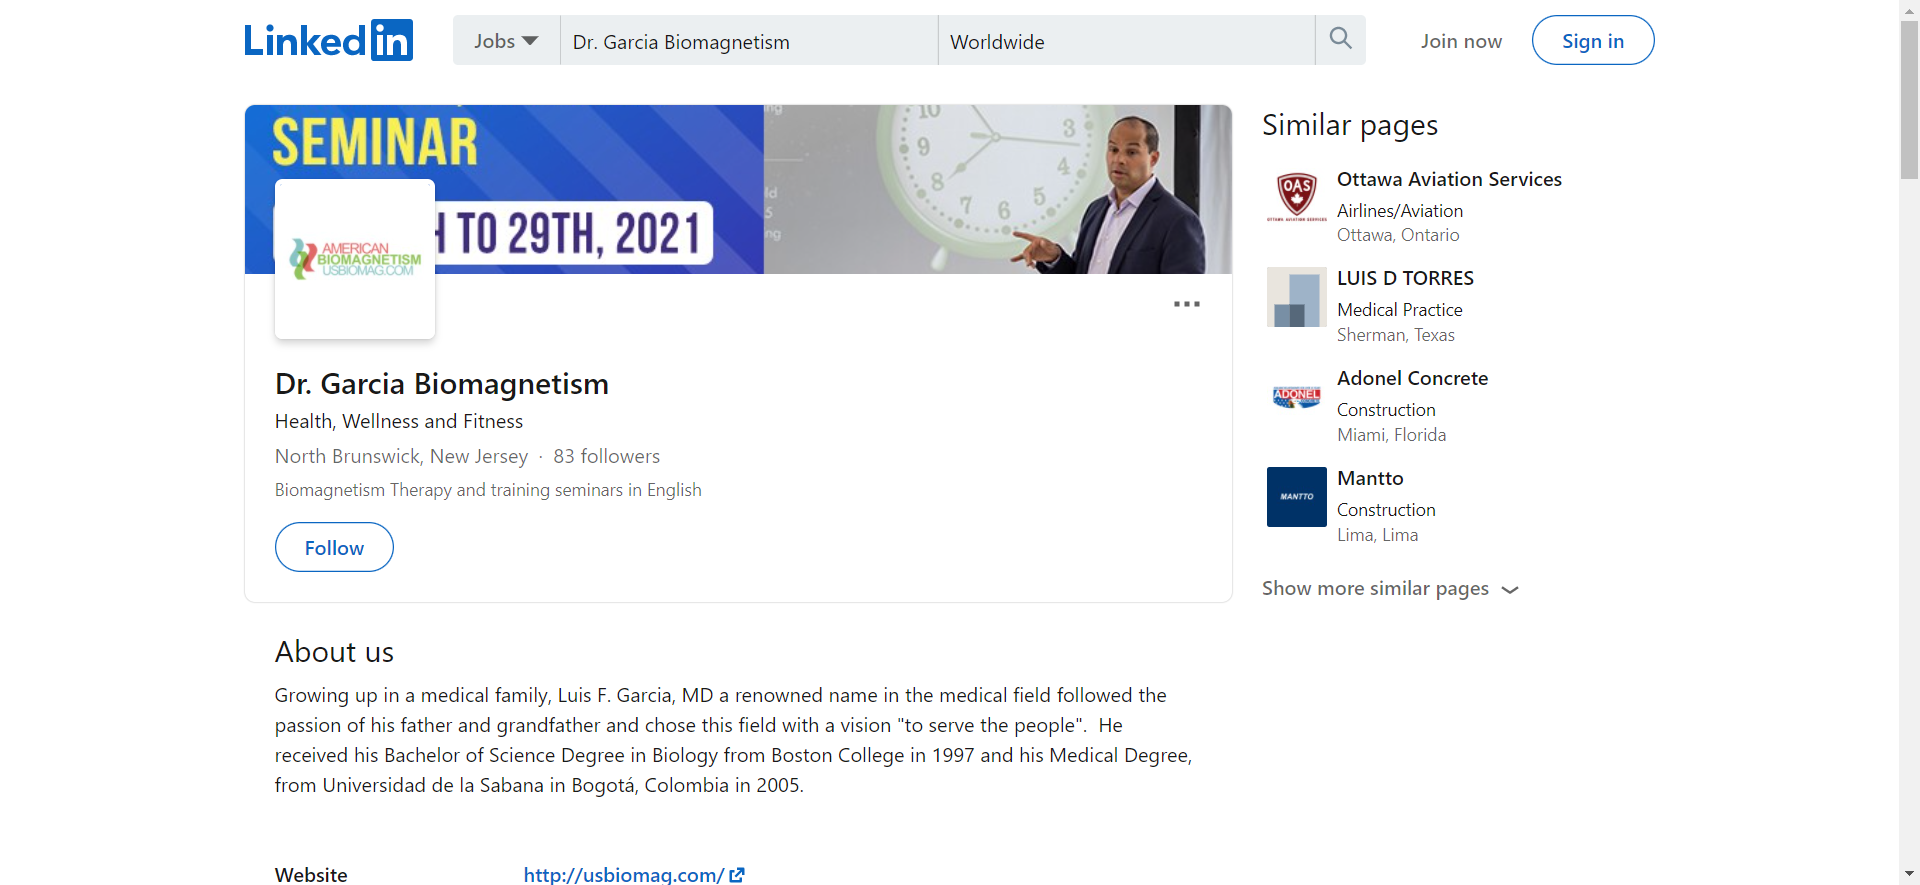 LinkedIn
Jobs
Dr. Garcia Biomagnetism
Worldwide
Join now
Sign in
SEMINAR
H TO 29TH, 2021
10
9
8
7
6
5
4
3
AMERICAN
BIOMAGNETISM
USBIOMAG.COM
Dr. Garcia Biomagnetism
Health, Wellness and Fitness
North Brunswick, New Jersey · 83 followers
Biomagnetism Therapy and training seminars in English
Follow
About us
Growing up in a medical family, Luis F. Garcia, MD a renowned name in the medical field followed the
passion of his father and grandfather and chose this field with a vision "to serve the people".  He
received his Bachelor of Science Degree in Biology from Boston College in 1997 and his Medical Degree,
from Universidad de la Sabana in Bogotá, Colombia in 2005.
Website
http://usbiomag.com/
Similar pages
OAS
OTTAWA AVIATION SERVICES
Ottawa Aviation Services
Airlines/Aviation
Ottawa, Ontario
LUIS D TORRES
Medical Practice
Sherman, Texas
ADONEL
Adonel Concrete
Construction
Miami, Florida
MANTTO
Mantto
Construction
Lima, Lima
Show more similar pages